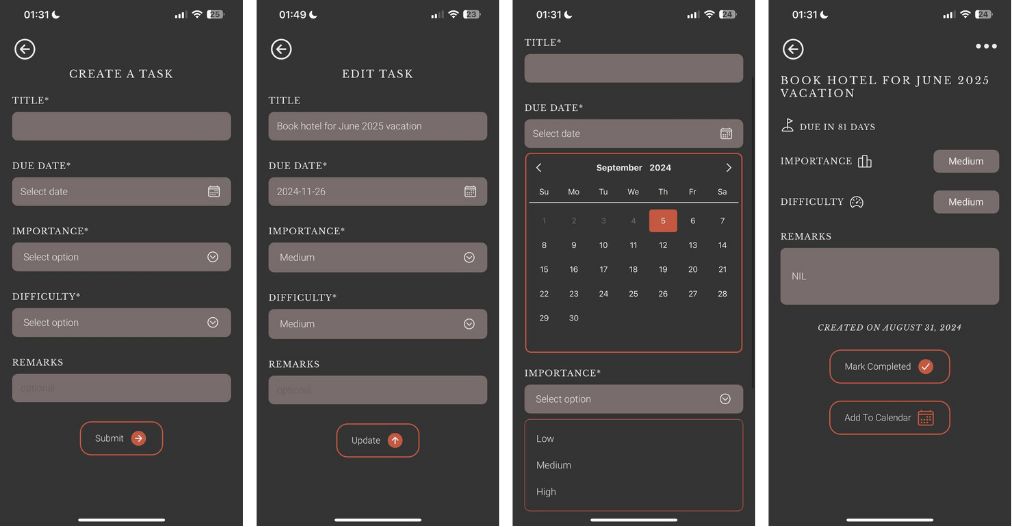 01:31
25
CREATE A TASK
TITLE*
DUE DATE*
Select date
IMPORTANCE*
Select option
DIFFICULTY*
Select option
REMARKS
optional
Submit
01:49
23
EDIT TASK
TITLE
Book hotel for June 2025 vacation
DUE DATE*
2024-11-26
IMPORTANCE*
Medium
DIFFICULTY*
Medium
REMARKS
optional
Update
01:31
24
TITLE*
DUE DATE*
Select date
September 2024
Su Mo Tu We Th Fr Sa
1 2 3 4 5 6 7
8 9 10 11 12 13 14
15 16 17 18 19 20 21
22 23 24 25 26 27 28
29 30
IMPORTANCE*
Select option
Low
Medium
High
01:31
24
BOOK HOTEL FOR JUNE 2025
VACATION
DUE IN 81 DAYS
IMPORTANCE Medium
DIFFICULTY Medium
REMARKS
NIL
CREATED ON AUGUST 31, 2024
Mark Completed
Add To Calendar